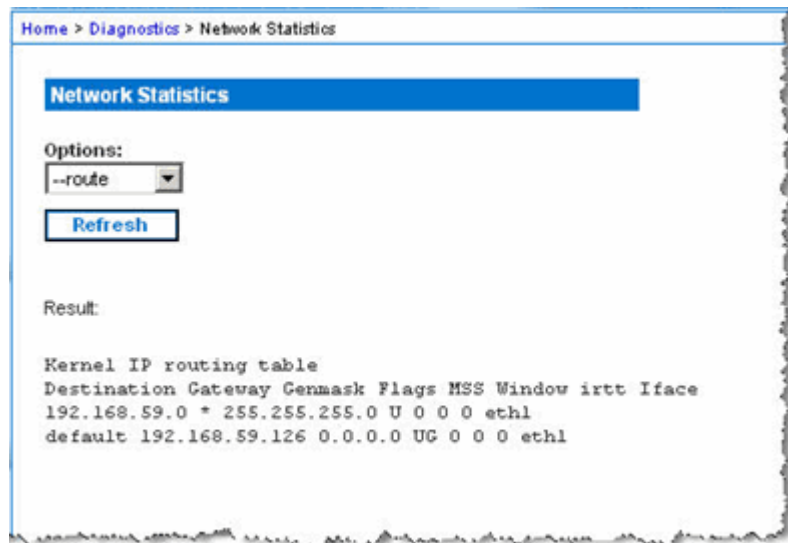 Home > Diagnostics > Network Statistics
Network Statistics
Options:
--route
Refresh
Result:
Kernel IP routing table
Destination Gateway Genmask Flags MSS Window irtt Iface
192.168.59.0 * 255.255.255.0 U 0 0 0 eth1
default 192.168.59.126 0.0.0.0 UG 0 0 0 eth1